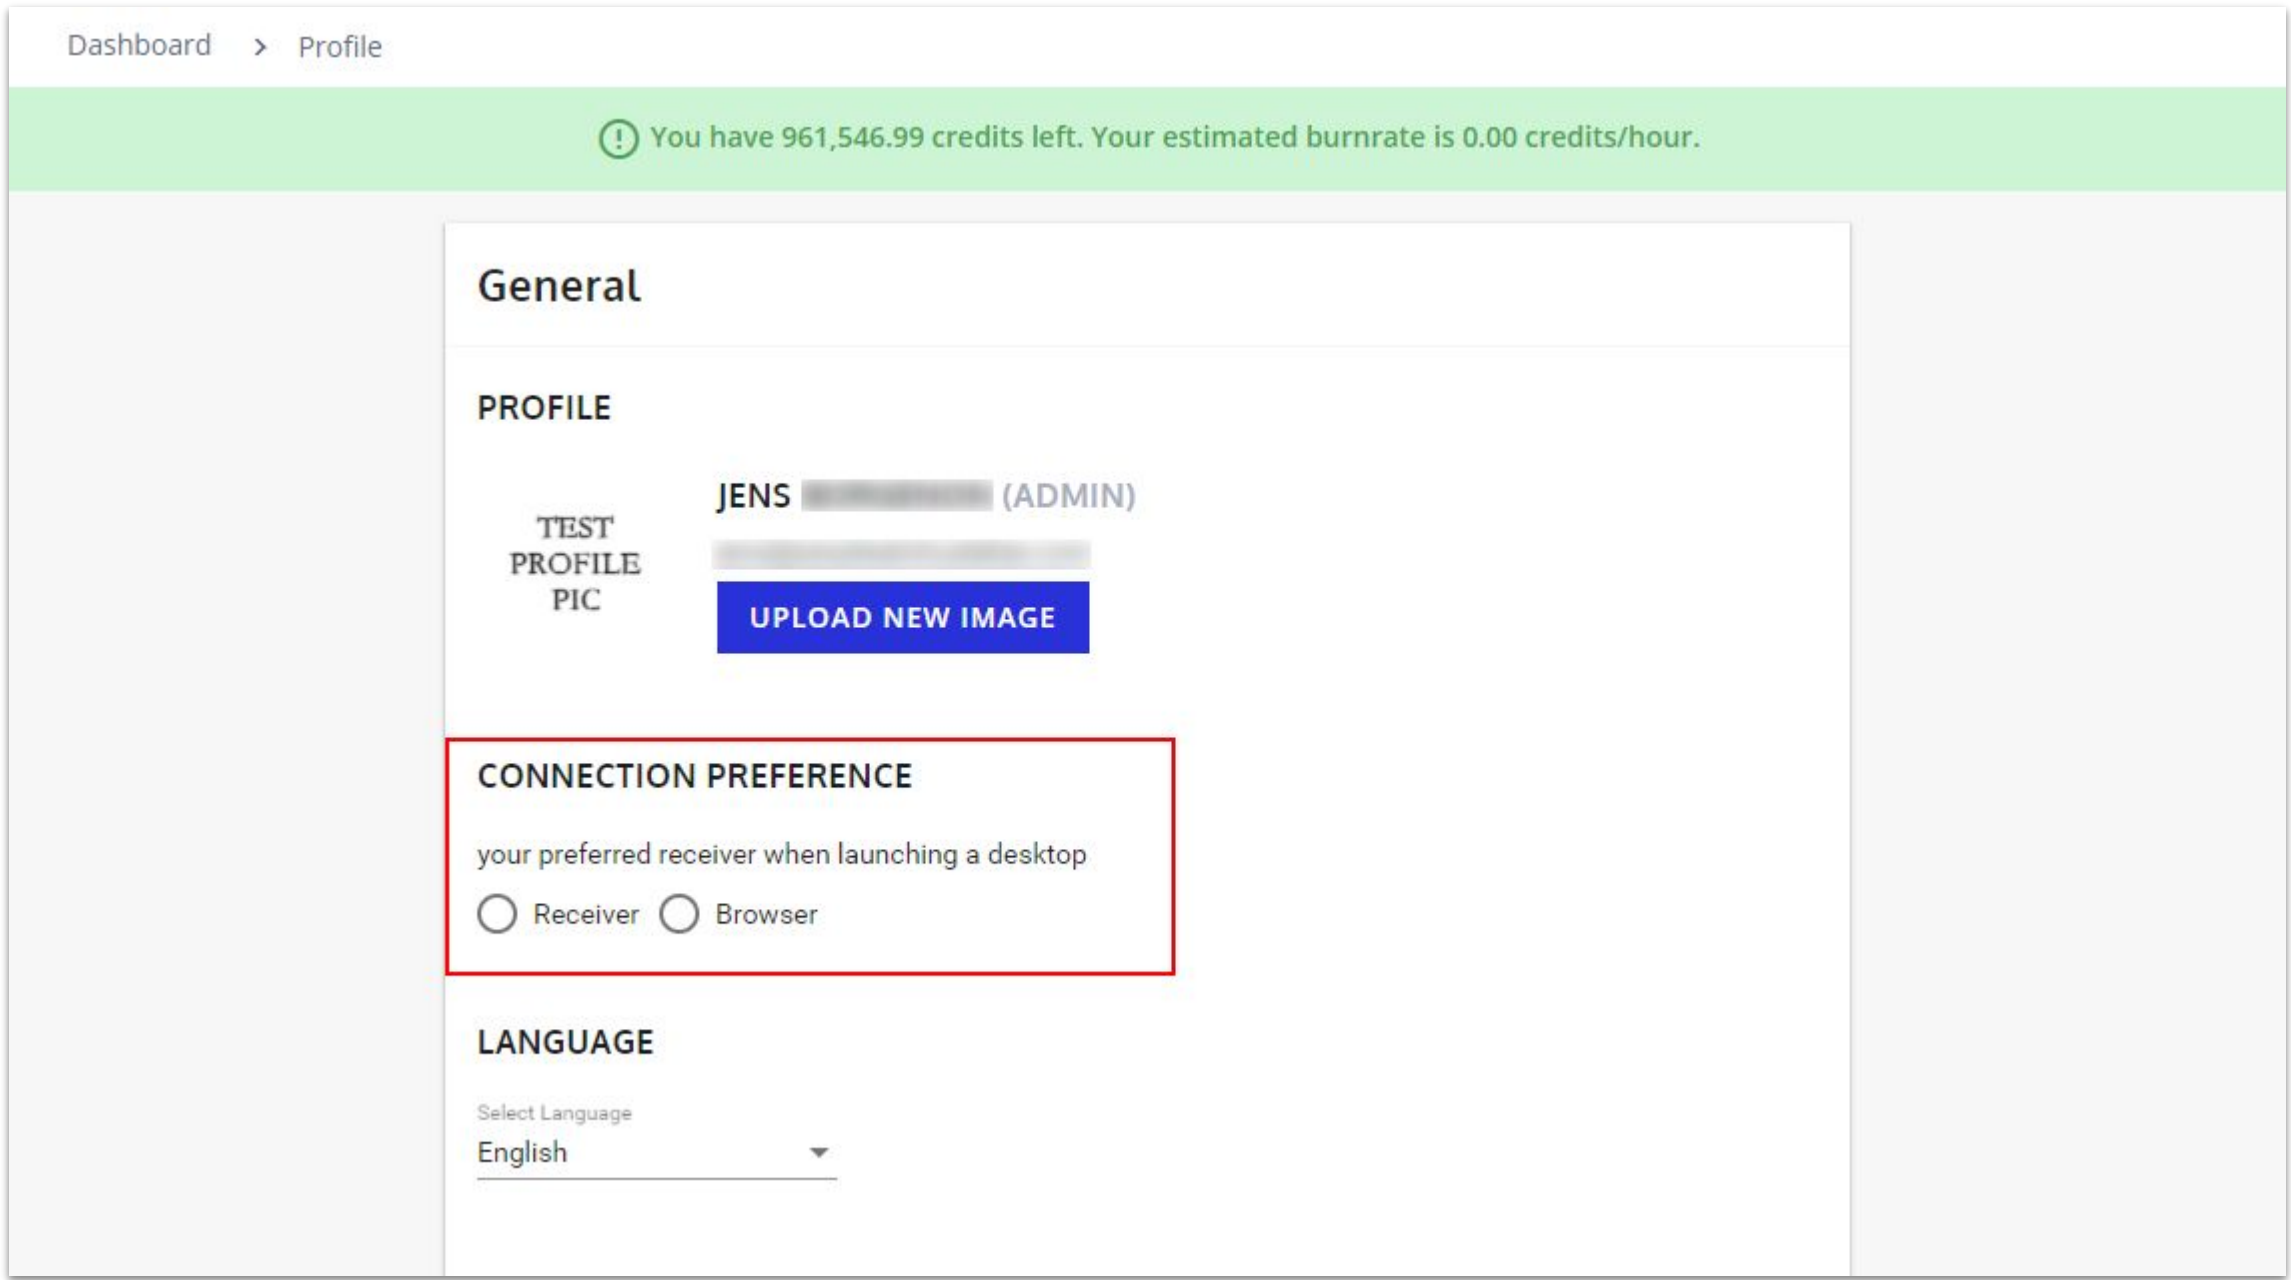 Dashboard > Profile
You have 961,546.99 credits left. Your estimated burnrate is 0.00 credits/hour.
General
PROFILE
TEST
PROFILE
PIC
JENS (ADMIN)
UPLOAD NEW IMAGE
CONNECTION PREFERENCE
your preferred receiver when launching a desktop
Receiver Browser
LANGUAGE
Select Language
English